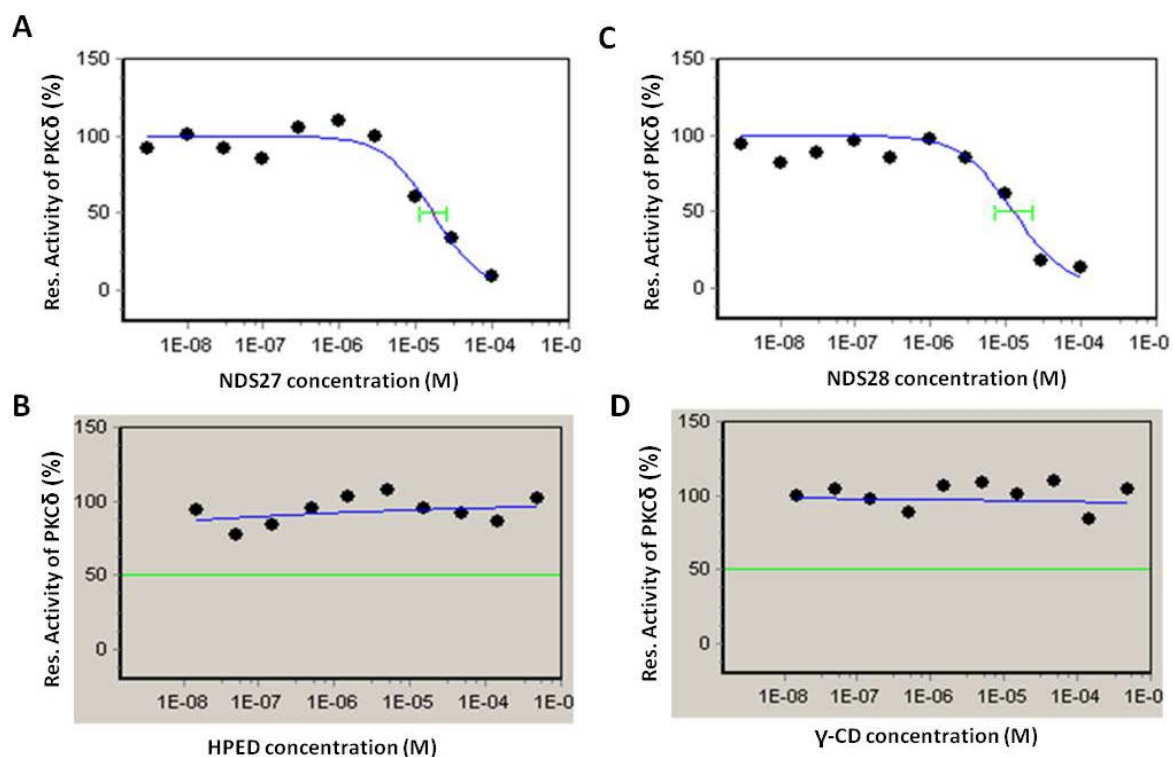 A
Res. Activity of PKCδ (%)
150
100
50
0
1E-08 1E-07 1E-06 1E-05 1E-04 1E-0
NDS27 concentration (M)
C
Res. Activity of PKCδ (%)
150
100
50
0
1E-08 1E-07 1E-06 1E-05 1E-04 1E-0
NDS28 concentration (M)
B
Res. Activity of PKCδ (%)
150
100
50
0
1E-08 1E-07 1E-06 1E-05 1E-04 1E-0
HPED concentration (M)
D
Res. Activity of PKCδ (%)
150
100
50
0
1E-08 1E-07 1E-06 1E-05 1E-04 1E-0
γ-CD concentration (M)